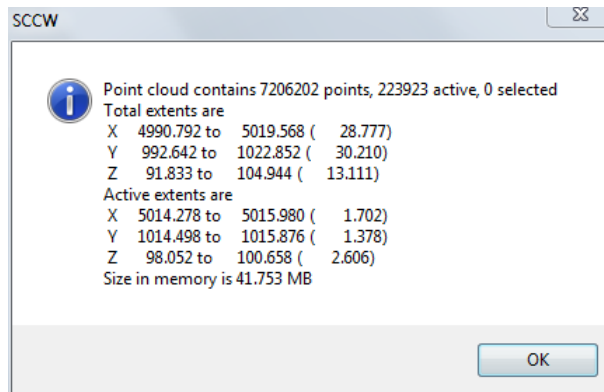 SCCW
Point cloud contains 7206202 points, 223923 active, 0 selected
Total extents are
X 4990.792 to 5019.568 ( 28.777)
Y 992.642 to 1022.852 ( 30.210)
Z 91.833 to 104.944 ( 13.111)
Active extents are
X 5014.278 to 5015.980 ( 1.702)
Y 1014.498 to 1015.876 ( 1.378)
Z 98.052 to 100.658 ( 2.606)
Size in memory is 41.753 MB
OK